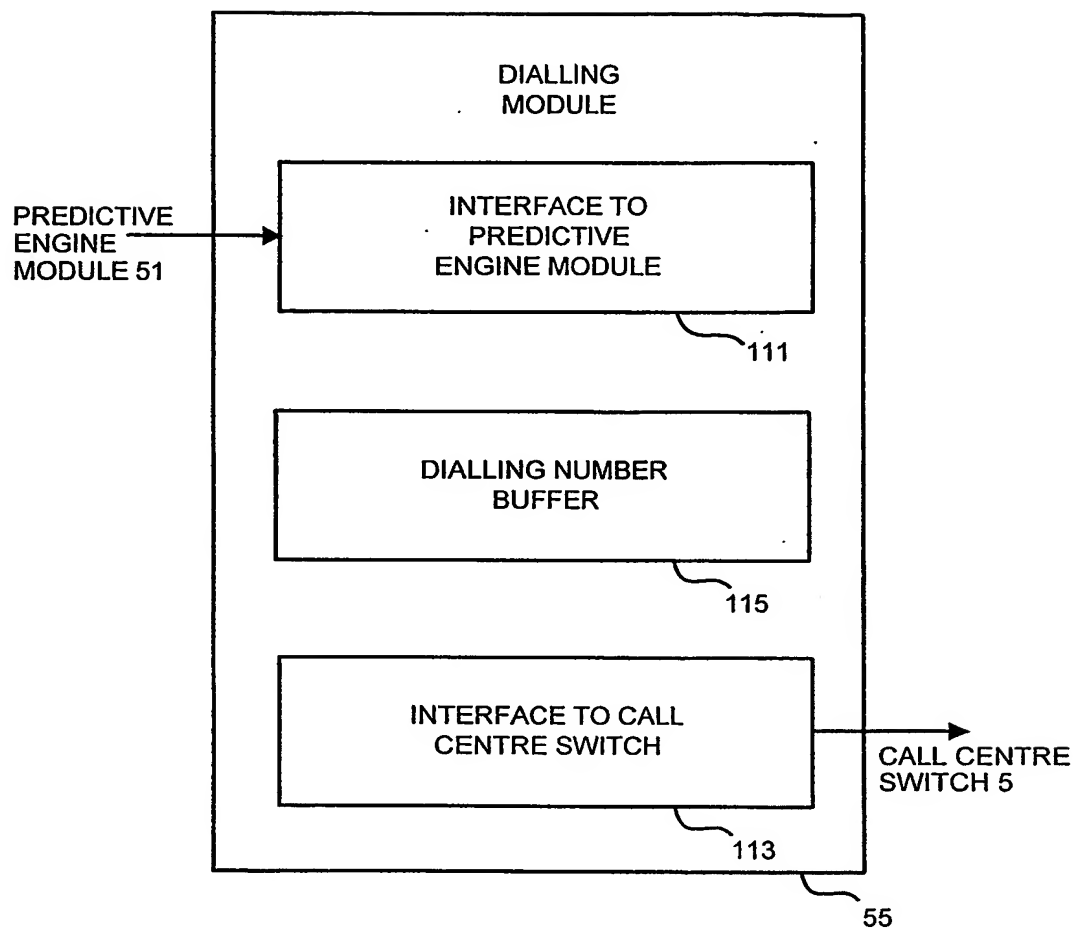 DIALLING
MODULE
INTERFACE TO
PREDICTIVE
ENGINE MODULE
PREDICTIVE
ENGINE
MODULE 51
111
DIALLING NUMBER
BUFFER
115
INTERFACE TO CALL
CENTRE SWITCH
CALL CENTRE
SWITCH 5
113
55